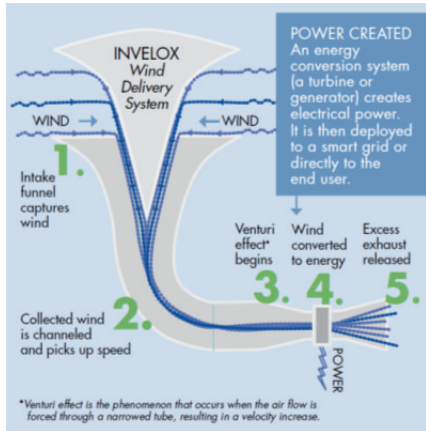 INVELOX
Wind
Delivery
System
POWER CREATED
An energy
conversion system
(a turbine or
generator) creates
electrical power.
It is then deployed
to a smart grid or
directly to the
end user.
WIND
WIND
1.
Intake
funnel
captures
wind
2.
Collected wind
is channeled
and picks up speed
Venturi
effect*
begins
3.
Wind
converted
to energy
4.
Excess
exhaust
released
5.
POWER
*Venturi effect is the phenomenon that occurs when the air flow is
forced through a narrowed tube, resulting in a velocity increase.